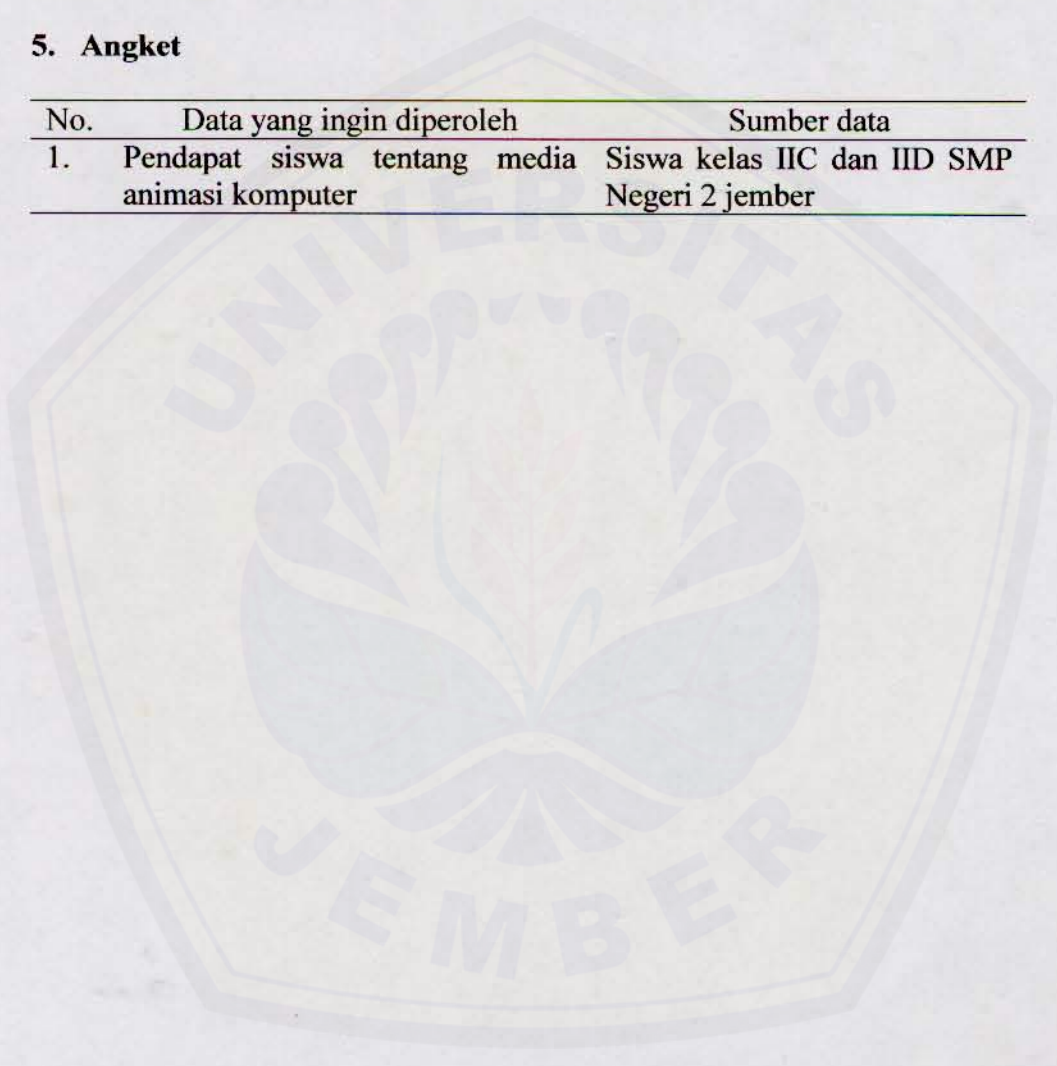 5. Angket
No. Data yang ingin diperoleh Sumber data
1. Pendapat siswa tentang media Siswa kelas IIC dan IID SMP
animasi komputer Negeri 2 jember
UNIVERSITAS
JEMBER